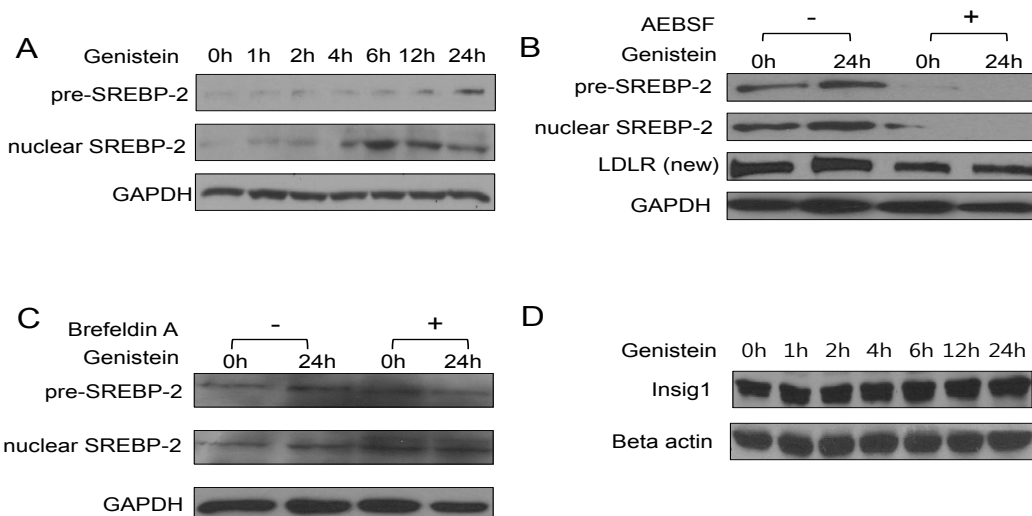 A
Genistein 0h 1h 2h 4h 6h 12h 24h
pre-SREBP-2
nuclear SREBP-2
GAPDH
B
AEBSF - +
Genistein 0h 24h 0h 24h
pre-SREBP-2
nuclear SREBP-2
LDLR (new)
GAPDH
C
Brefeldin A - +
Genistein 0h 24h 0h 24h
pre-SREBP-2
nuclear SREBP-2
GAPDH
D
Genistein 0h 1h 2h 4h 6h 12h 24h
Insig1
Beta actin